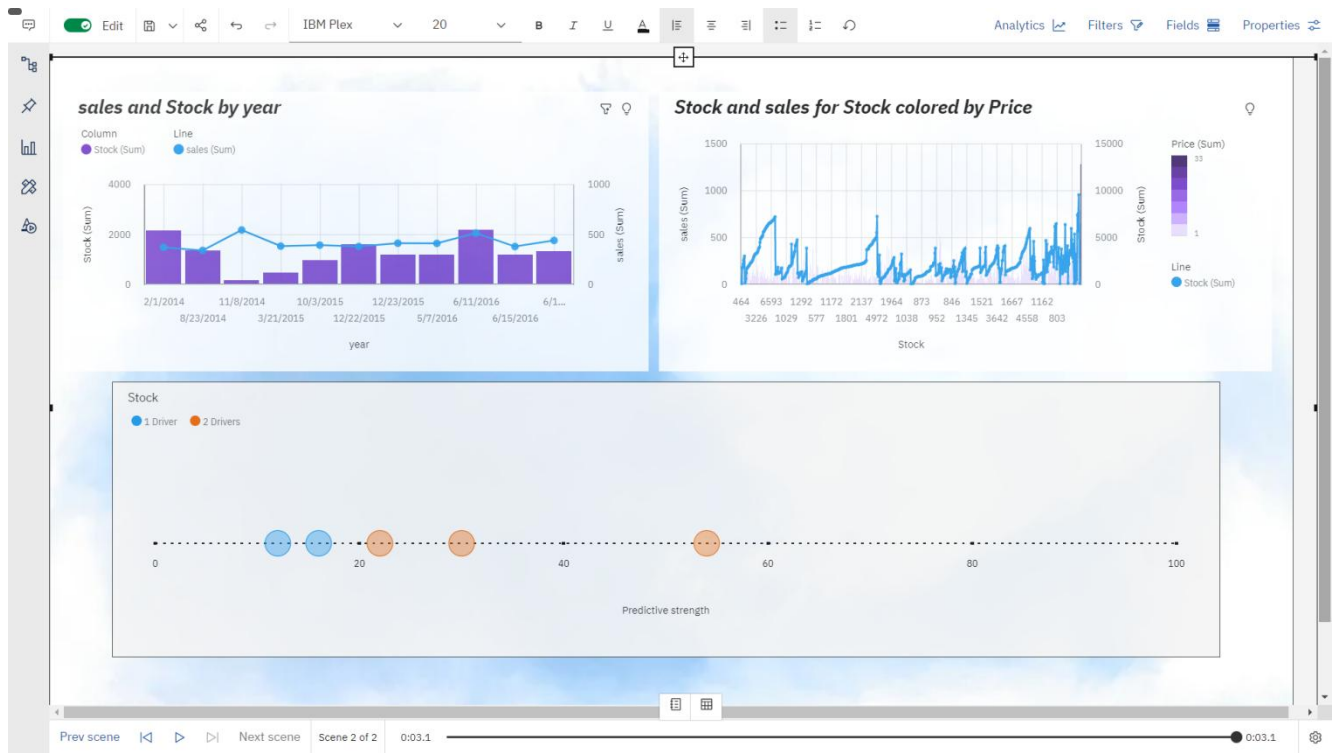 Edit IBM Plex 20 B I U A Analytics Filters Fields Properties
sales and Stock by year
Column Line
Stock (Sum) sales (Sum)
4000 1000
2000 500
0 0
Stock (Sum)
sales (Sum)
2/1/2014 11/8/2014 10/3/2015 12/23/2015 6/11/2016 6/1...
8/23/2014 3/21/2015 12/22/2015 5/7/2016 6/15/2016
year
Stock and sales for Stock colored by Price
1500 15000
1000 10000
500 5000
0 0
sales (Sum)
Stock (Sum)
464 6593 1292 1172 2137 1964 873 846 1521 1667 1162
3226 1029 577 1801 4972 1038 952 1345 3642 4558 803
Stock
Price (Sum)
33
1
Line
Stock (Sum)
Stock
1 Driver 2 Drivers
0 20 40 60 80 100
Predictive strength
Prev scene Next scene Scene 2 of 2 0:03.1 0:03.1